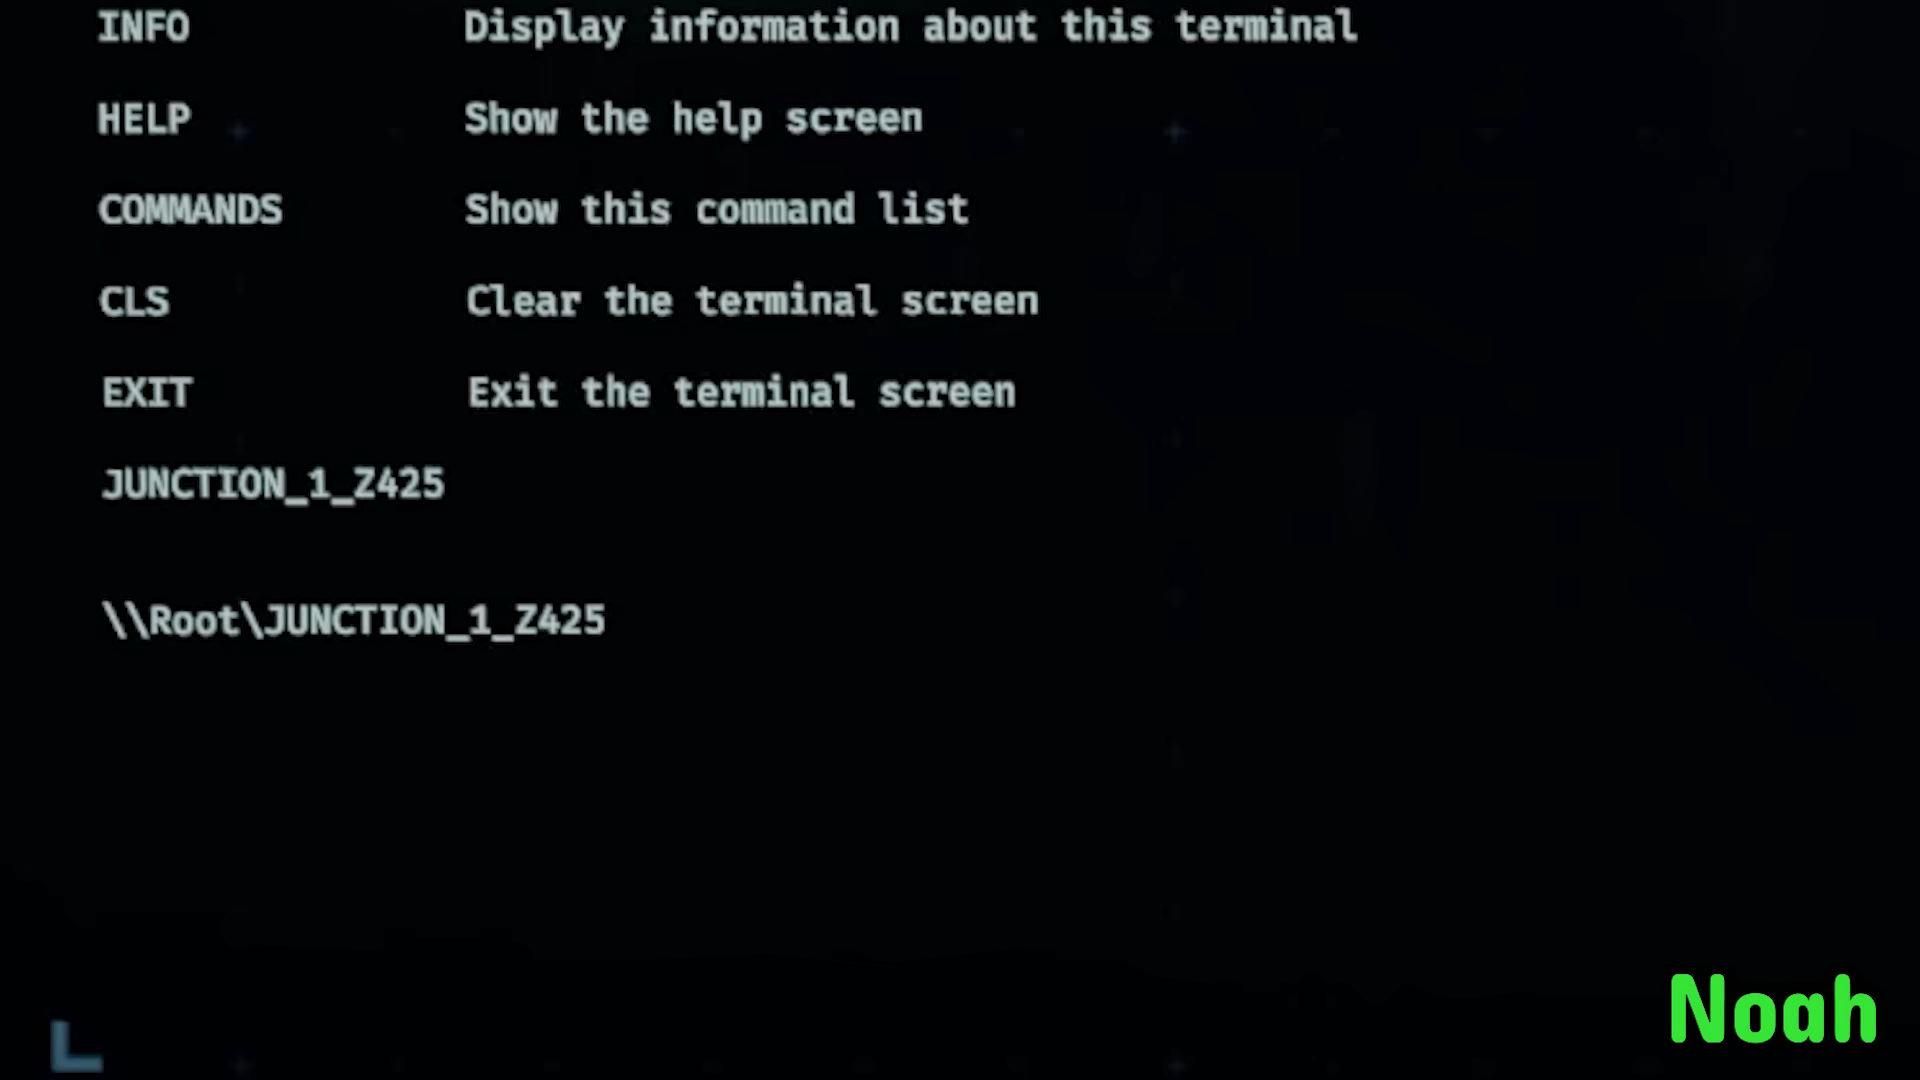 INFO Display information about this terminal
HELP Show the help screen
COMMANDS Show this command list
CLS Clear the terminal screen
EXIT Exit the terminal screen
JUNCTION_1_Z425
\\Root\JUNCTION_1_Z425
Noah